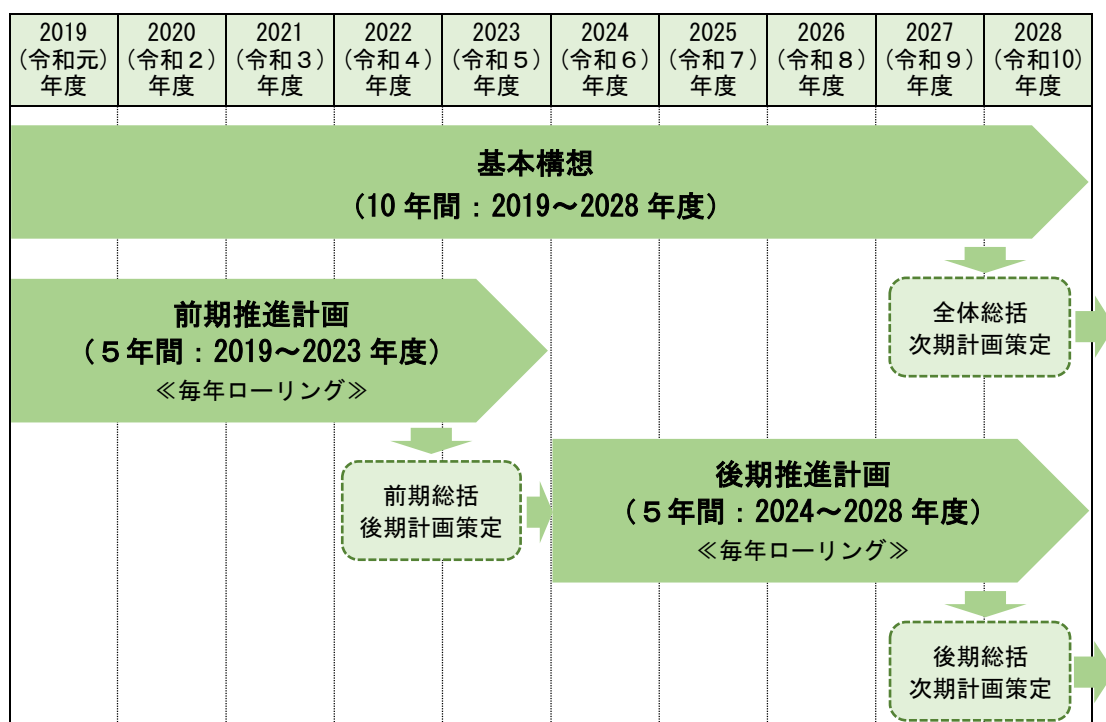 2019
（令和元）
年度
2020
（令和２）
年度
2021
（令和３）
年度
2022
（令和４）
年度
2023
（令和５）
年度
2024
（令和６）
年度
2025
（令和７）
年度
2026
（令和８）
年度
2027
（令和９）
年度
2028
（令和10）
年度
基本構想
（10 年間：2019～2028 年度）
全体総括
次期計画策定
前期推進計画
（５年間：2019～2023 年度）
≪毎年ローリング≫
前期総括
後期計画策定
後期推進計画
（５年間：2024～2028 年度）
≪毎年ローリング≫
後期総括
次期計画策定